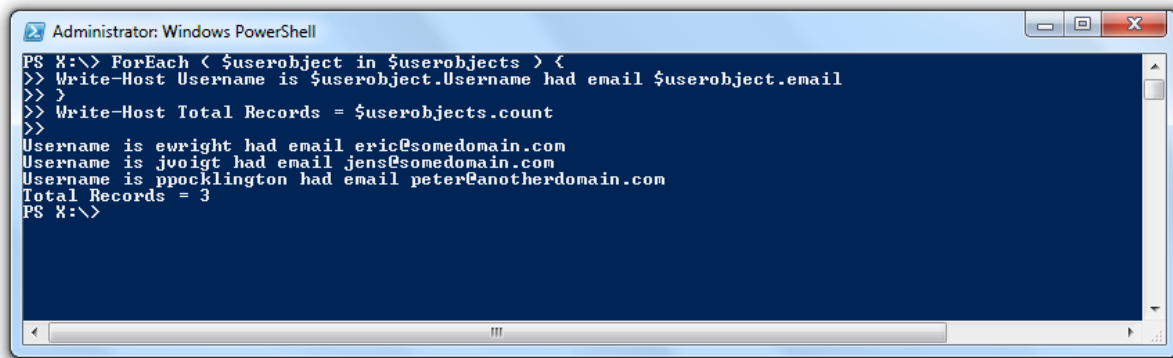 Administrator: Windows PowerShell
PS X:\> ForEach ( $userobject in $userobjects ) {
>> Write-Host Username is $userobject.Username had email $userobject.email
>> }
>> Write-Host Total Records = $userobjects.count
>>
Username is ewright had email eric@somedomain.com
Username is jvoigt had email jens@somedomain.com
Username is ppocklington had email peter@anotherdomain.com
Total Records = 3
PS X:\>